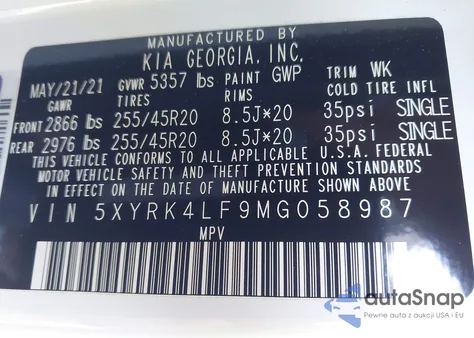 MANUFACTURED BY
KIA GEORGIA, INC.
MAY/21/21 GVWR 5357 lbs PAINT GWP TRIM WK
GAWR TIRES RIMS COLD TIRE INFL
FRONT 2866 lbs 255/45R20 8.5J×20 35psi SINGLE
REAR 2976 lbs 255/45R20 8.5J×20 35psi SINGLE
THIS VEHICLE CONFORMS TO ALL APPLICABLE U.S.A. FEDERAL
MOTOR VEHICLE SAFETY AND THEFT PREVENTION STANDARDS
IN EFFECT ON THE DATE OF MANUFACTURE SHOWN ABOVE.
VIN 5XYRK4LF9MG058987
MPV
autaSnap
Pewne auta z aukcji USA i EU